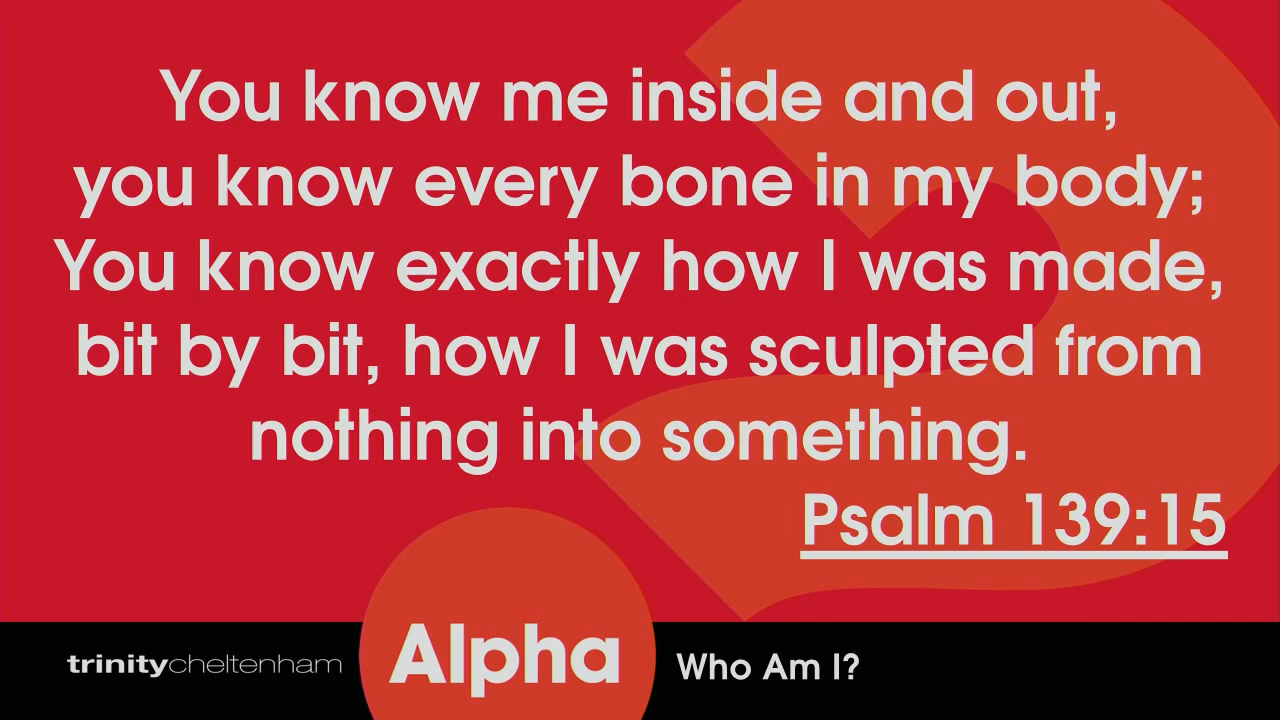 You know me inside and out,
you know every bone in my body;
You know exactly how I was made,
bit by bit, how I was sculpted from
nothing into something.
Psalm 139:15
trinitycheltenham
Alpha
Who Am I?